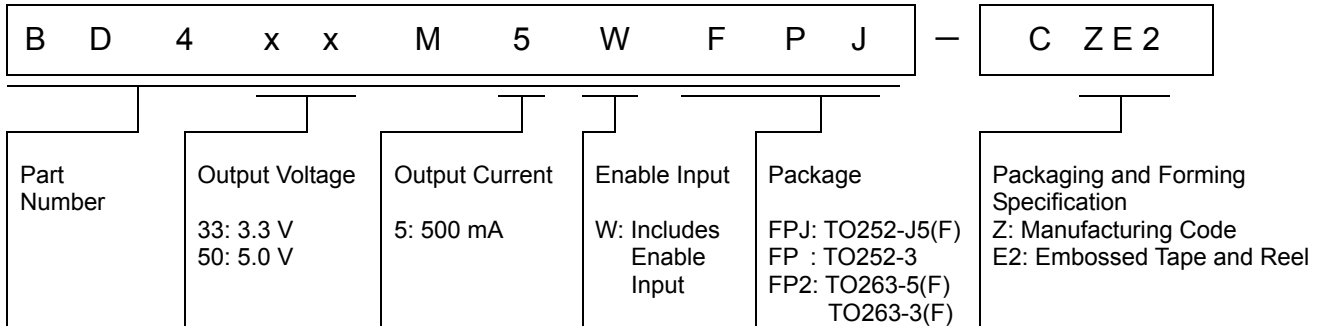 B D 4 x x M 5 W F P J – C Z E 2
Part
Number
Output Voltage
33: 3.3 V
50: 5.0 V
Output Current
5: 500 mA
Enable Input
W: Includes
Enable
Input
Package
FPJ: TO252-J5(F)
FP : TO252-3
FP2: TO263-5(F)
TO263-3(F)
Packaging and Forming
Specification
Z: Manufacturing Code
E2: Embossed Tape and Reel